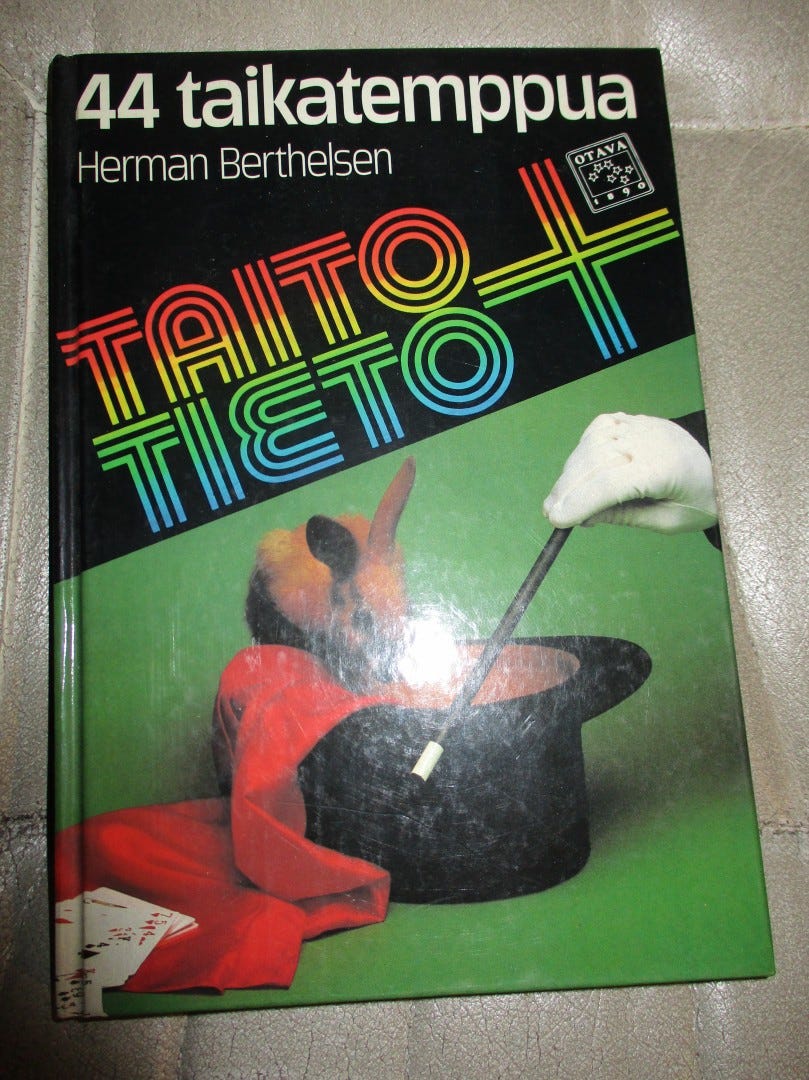 44 taikatemppua
Herman Berthelsen
OTAVA
1890
TAITO
TIETO +